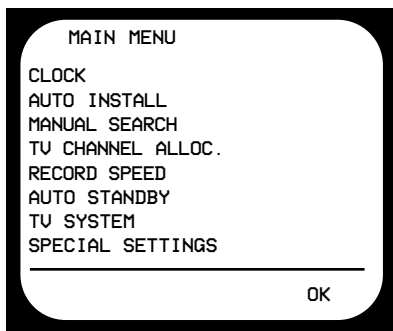 MAIN MENU
CLOCK
AUTO INSTALL
MANUAL SEARCH
TV CHANNEL ALLOC.
RECORD SPEED
AUTO STANDBY
TV SYSTEM
SPECIAL SETTINGS
OK